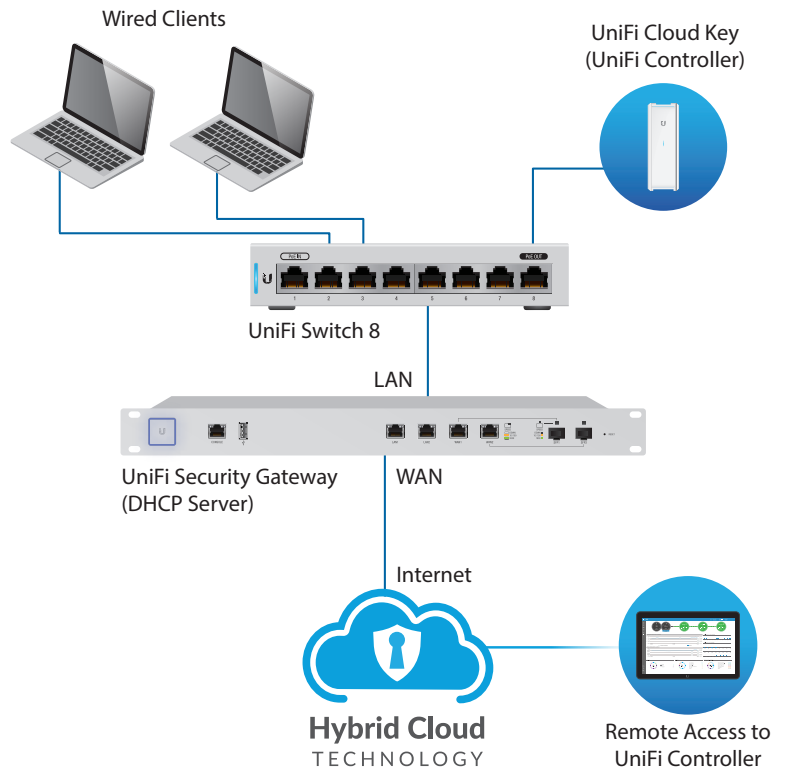 Wired Clients
UniFi Cloud Key
(UniFi Controller)
PoE IN
PoE OUT
1 2 3 4 5 6 7 8
UniFi Switch 8
LAN
UniFi Security Gateway
(DHCP Server)
WAN
Internet
Hybrid Cloud
TECHNOLOGY
Remote Access to
UniFi Controller